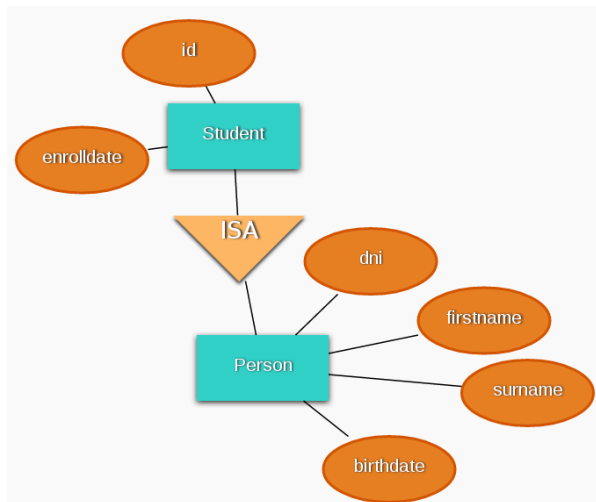 id
Student
enrolldate
ISA
dni
firstname
Person
surname
birthdate